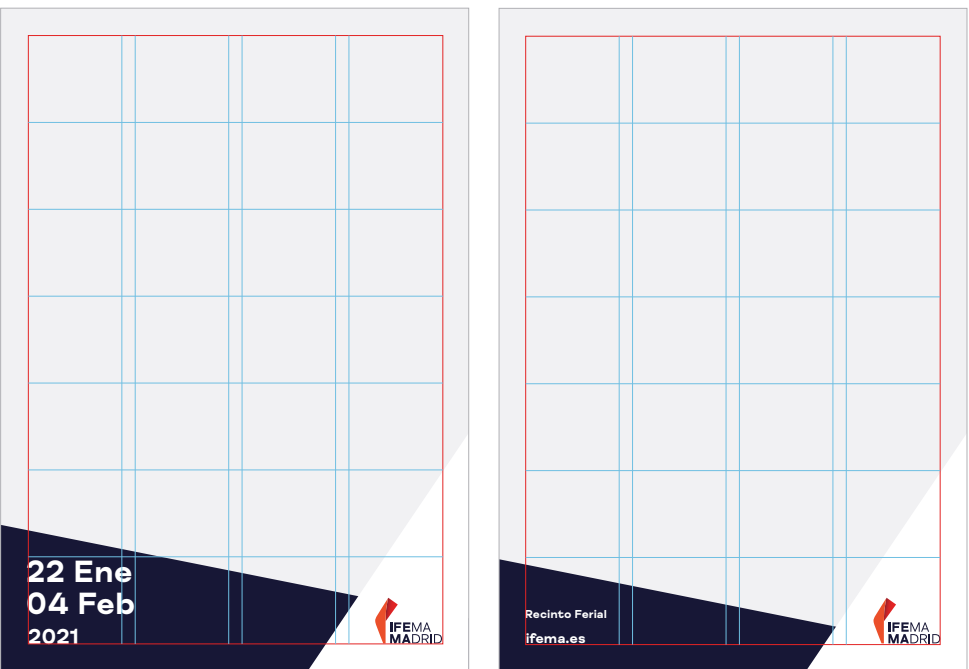 22 Ene
04 Feb
2021
IFEMA
MADRID
Recinto Ferial
ifema.es
IFEMA
MADRID